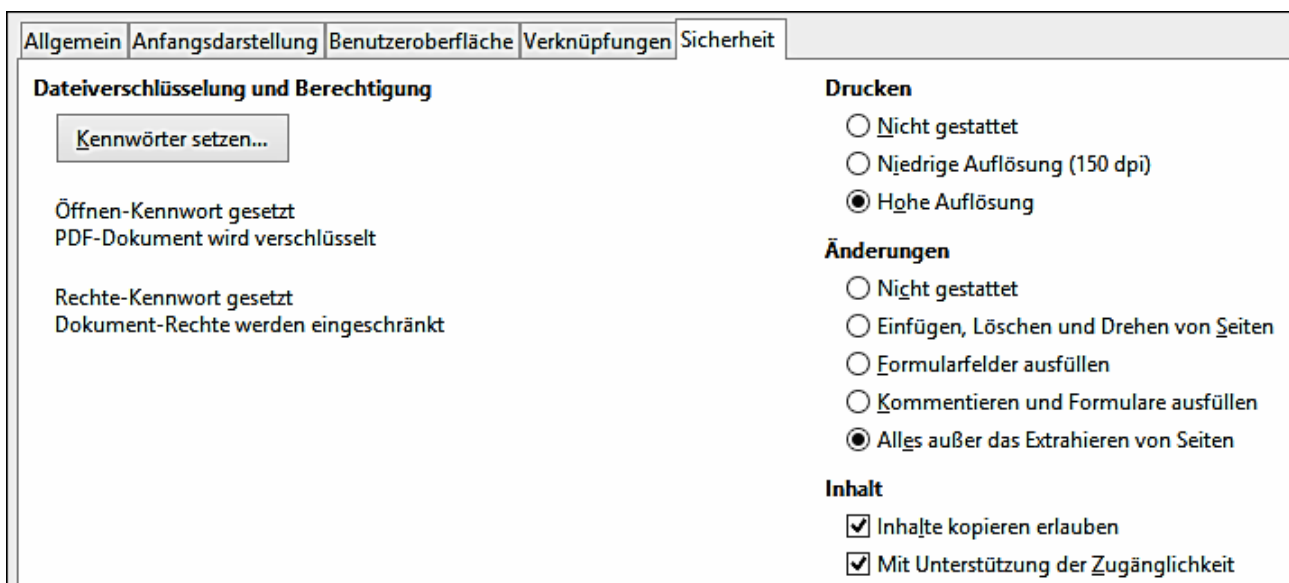 Allgemein Anfangsdarstellung Benutzeroberfläche Verknüpfungen Sicherheit
Dateiverschlüsselung und Berechtigung
Kennwörter setzen...
Öffnen-Kennwort gesetzt
PDF-Dokument wird verschlüsselt
Rechte-Kennwort gesetzt
Dokument-Rechte werden eingeschränkt
Drucken
Nicht gestattet
Niedrige Auflösung (150 dpi)
Hohe Auflösung
Änderungen
Nicht gestattet
Einfügen, Löschen und Drehen von Seiten
Formularfelder ausfüllen
Kommentieren und Formulare ausfüllen
Alles außer das Extrahieren von Seiten
Inhalt
Inhalte kopieren erlauben
Mit Unterstützung der Zugänglichkeit